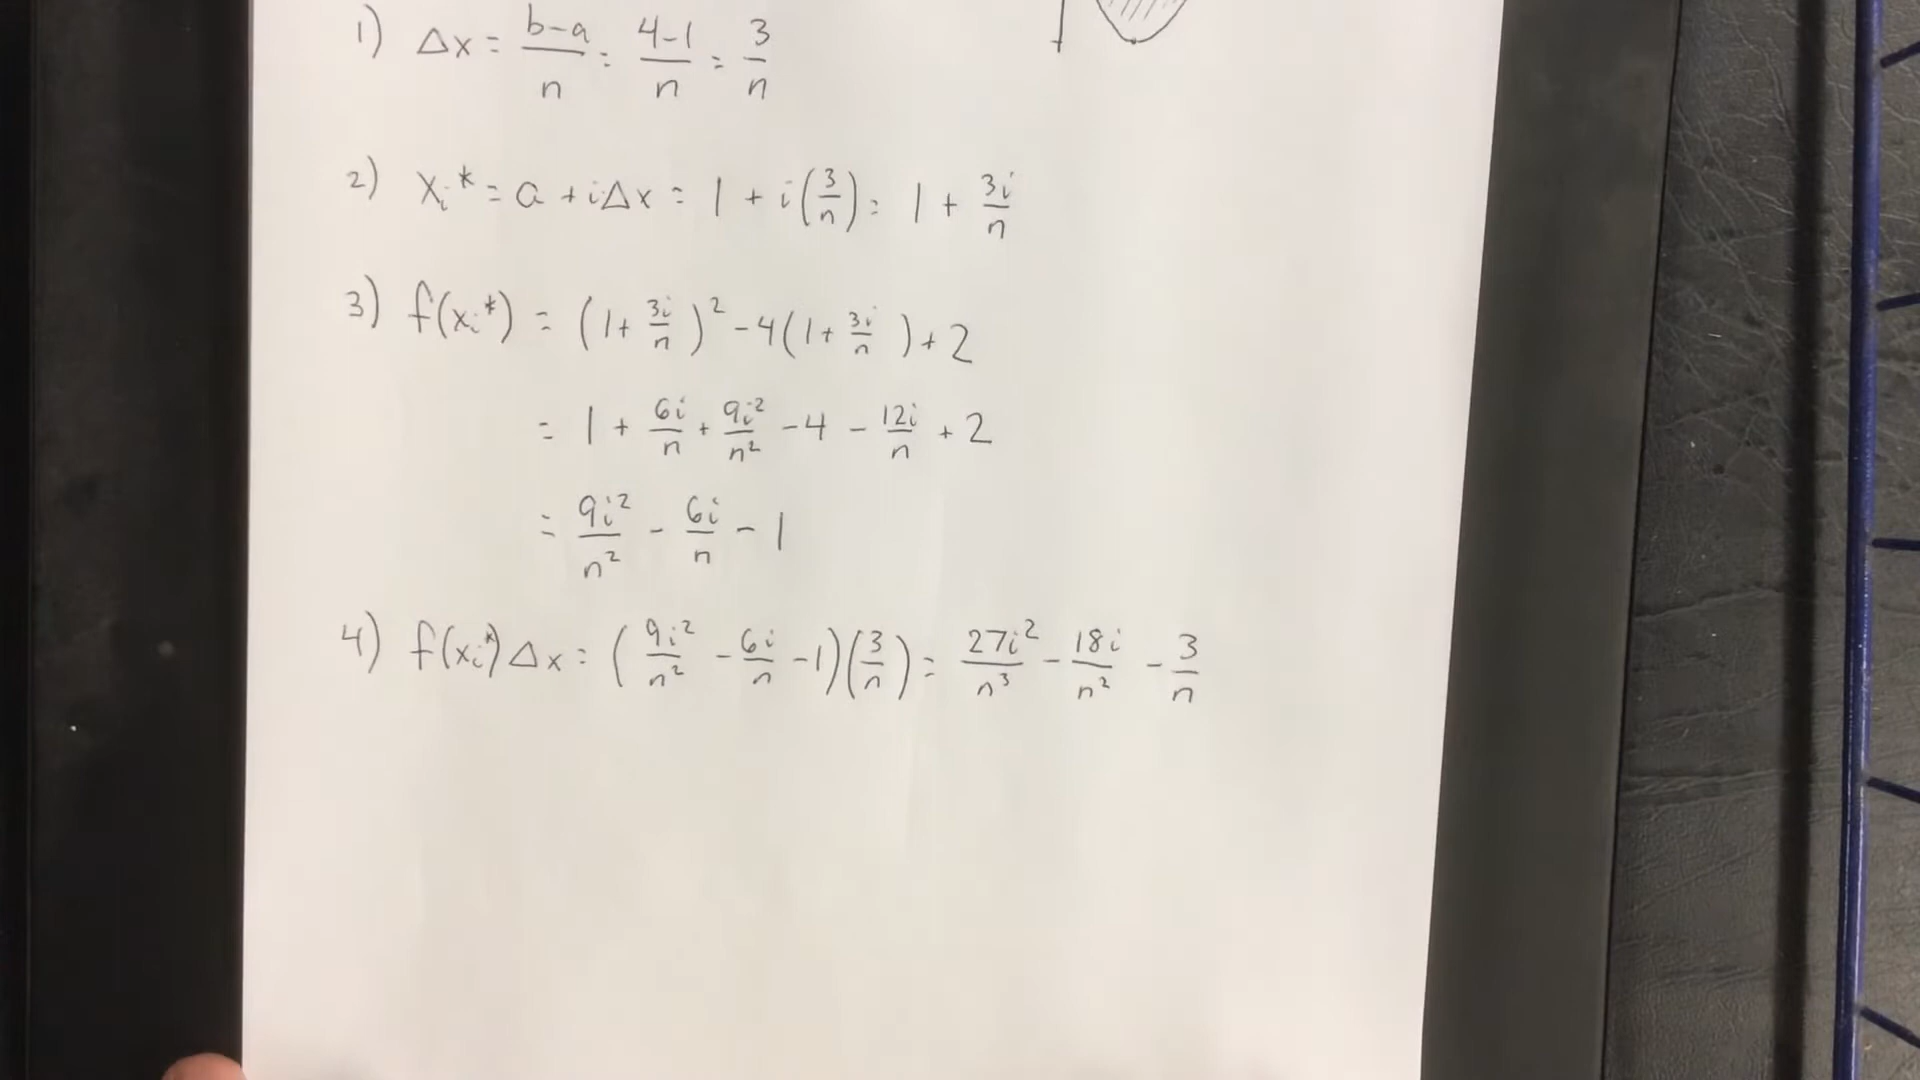 1) Δx = b-a/n = 4-1/n = 3/n
2) xᵢ* = a + iΔx = 1 + i(3/n) = 1 + 3i/n
3) f(xᵢ*) = (1 + 3i/n)² - 4(1 + 3i/n) + 2
= 1 + 6i/n + 9i²/n² - 4 - 12i/n + 2
= 9i²/n² - 6i/n - 1
4) f(xᵢ*)Δx = (9i²/n² - 6i/n - 1)(3/n) = 27i²/n³ - 18i/n² - 3/n